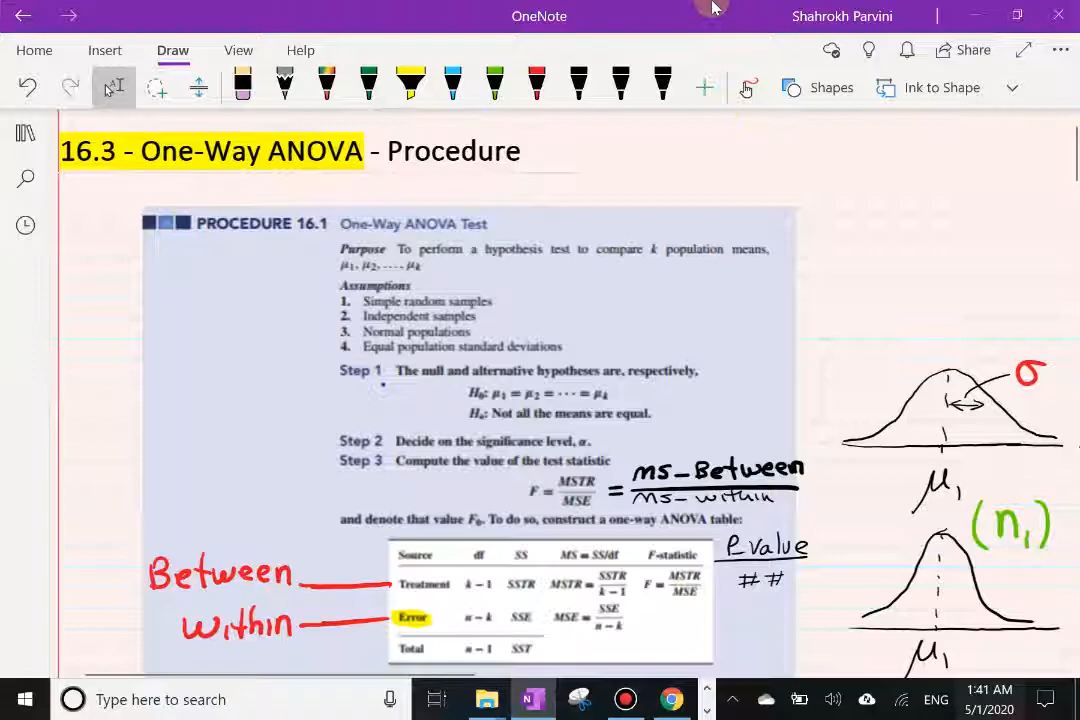 OneNote
Shahrokh Parvini
Home Insert Draw View Help
Share
Shapes
Ink to Shape
16.3 - One-Way ANOVA - Procedure
PROCEDURE 16.1 One-Way ANOVA Test
Purpose To perform a hypothesis test to compare k population means,
μ1, μ2, ..., μk
Assumptions
1. Simple random samples
2. Independent samples
3. Normal populations
4. Equal population standard deviations
Step 1 The null and alternative hypotheses are, respectively,
H0: μ1 = μ2 = ··· = μk
Ha: Not all the means are equal.
Step 2 Decide on the significance level, α.
Step 3 Compute the value of the test statistic
F = MSTR/MSE = MS-Between/MS-within
and denote that value F0. To do so, construct a one-way ANOVA table:
Source df SS MS = SS/df F-statistic P value
Between Treatment k − 1 SSTR MSTR = SSTR/k − 1 F = MSTR/MSE ##
within Error n − k SSE MSE = SSE/n − k
Total n − 1 SST
σ
μ1
(n1)
μ1
Type here to search
ENG
1:41 AM
5/1/2020